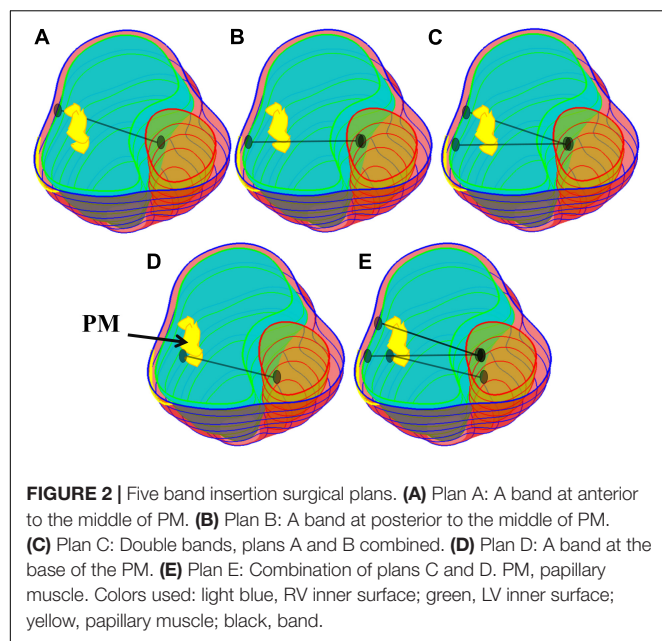 A
B
C
D
E
PM
FIGURE 2 | Five band insertion surgical plans. (A) Plan A: A band at anterior
to the middle of PM. (B) Plan B: A band at posterior to the middle of PM.
(C) Plan C: Double bands, plans A and B combined. (D) Plan D: A band at the
base of the PM. (E) Plan E: Combination of plans C and D. PM, papillary
muscle. Colors used: light blue, RV inner surface; green, LV inner surface;
yellow, papillary muscle; black, band.